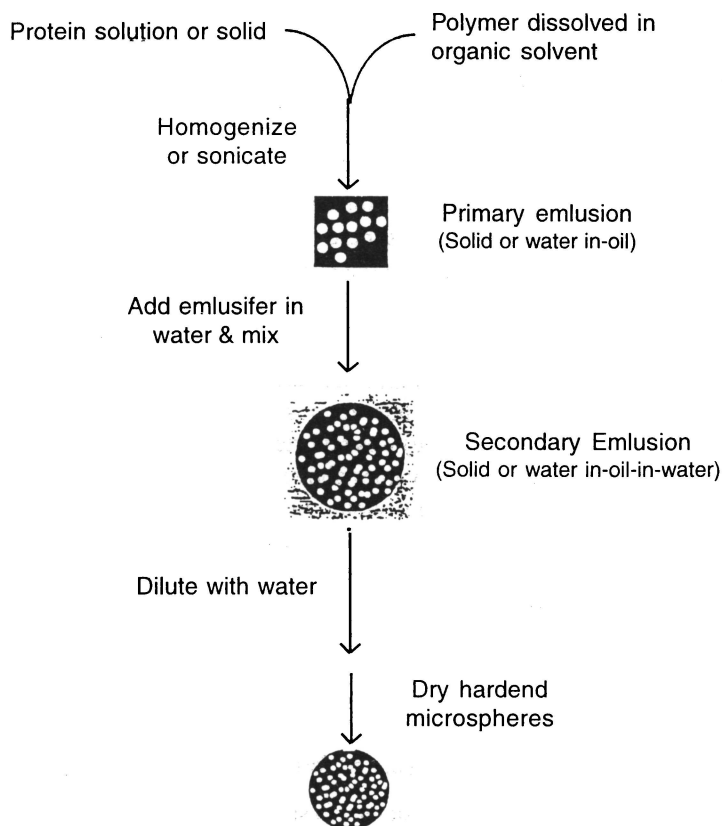 Protein solution or solid
Polymer dissolved in
organic solvent
Homogenize
or sonicate
Primary emlusion
(Solid or water in-oil)
Add emlusifer in
water & mix
Secondary Emlusion
(Solid or water in-oil-in-water)
Dilute with water
Dry hardend
microspheres